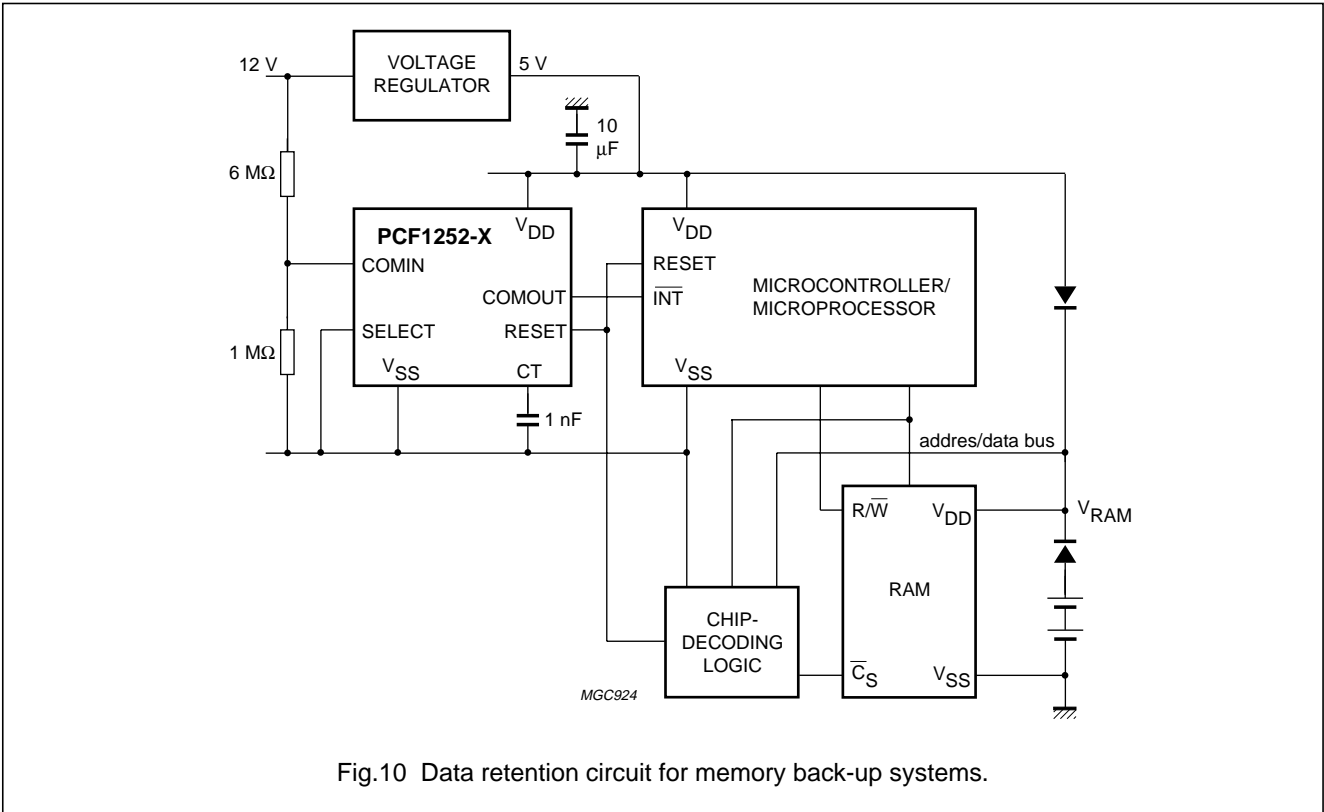 12 V
VOLTAGE
REGULATOR
5 V
10
μF
6 MΩ
PCF1252-X
VDD
COMIN
COMOUT
SELECT
RESET
VSS
CT
1 MΩ
1 nF
VDD
RESET
INT
MICROCONTROLLER/
MICROPROCESSOR
VSS
addres/data bus
R/W
VDD
VRAM
RAM
CHIP-
DECODING
LOGIC
CS
VSS
MGC924
Fig.10 Data retention circuit for memory back-up systems.